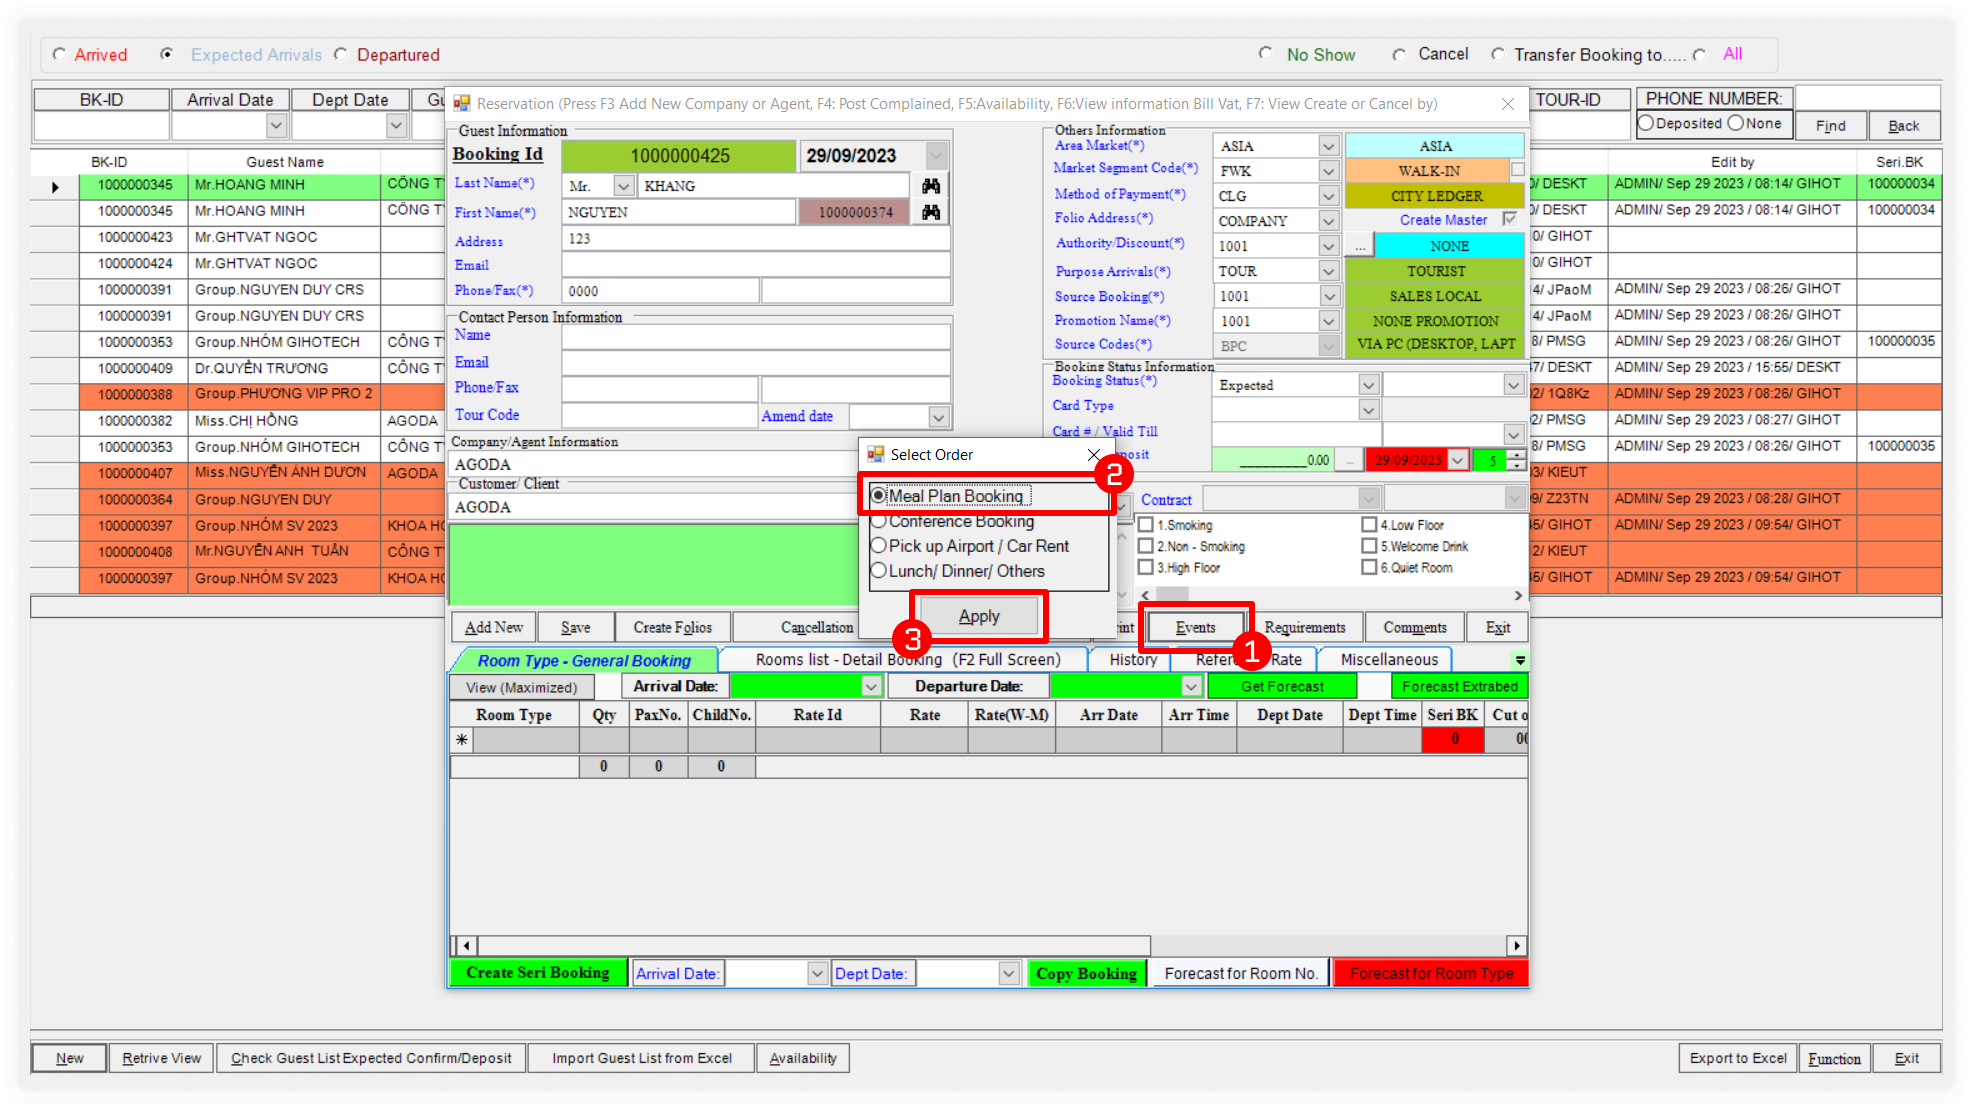 Arrived Expected Arrivals Departured No Show Cancel Transfer Booking to..... All
BK-ID Arrival Date Dept Date TOUR-ID PHONE NUMBER:
Deposited None Find Back
Reservation (Press F3 Add New Company or Agent, F4: Post Complained, F5:Availability, F6:View information Bill Vat, F7: View Create or Cancel by)
BK-ID Guest Name Edit by Seri.BK
1000000345 Mr.HOANG MINH CÔNG T / DESKT ADMIN/ Sep 29 2023 / 08:14/ GIHOT 100000034
1000000345 Mr.HOANG MINH CÔNG T / DESKT ADMIN/ Sep 29 2023 / 08:14/ GIHOT 100000034
1000000423 Mr.GHTVAT NGOC 0/ GIHOT
1000000424 Mr.GHTVAT NGOC 0/ GIHOT
1000000391 Group.NGUYEN DUY CRS 4/ JPaoM ADMIN/ Sep 29 2023 / 08:26/ GIHOT
1000000391 Group.NGUYEN DUY CRS 4/ JPaoM ADMIN/ Sep 29 2023 / 08:26/ GIHOT
1000000353 Group.NHÓM GIHOTECH CÔNG T 8/ PMSG ADMIN/ Sep 29 2023 / 08:26/ GIHOT 100000035
1000000409 Dr.QUYỀN TRƯƠNG CÔNG T 47/ DESKT ADMIN/ Sep 29 2023 / 15:55/ DESKT
1000000388 Group.PHƯƠNG VIP PRO 2 2/ 1Q8Kz ADMIN/ Sep 29 2023 / 08:26/ GIHOT
1000000382 Miss.CHỊ HỒNG AGODA 2/ PMSG ADMIN/ Sep 29 2023 / 08:27/ GIHOT
1000000353 Group.NHÓM GIHOTECH CÔNG T 8/ PMSG ADMIN/ Sep 29 2023 / 08:26/ GIHOT 100000035
1000000407 Miss.NGUYỄN ÁNH DƯƠN AGODA 3/ KIEUT
1000000364 Group.NGUYEN DUY 9/ Z23TN ADMIN/ Sep 29 2023 / 08:28/ GIHOT
1000000397 Group.NHÓM SV 2023 KHOA HO 45/ GIHOT ADMIN/ Sep 29 2023 / 09:54/ GIHOT
1000000408 Mr.NGUYỄN ANH TUẤN CÔNG T 2/ KIEUT
1000000397 Group.NHÓM SV 2023 KHOA HO 45/ GIHOT ADMIN/ Sep 29 2023 / 09:54/ GIHOT
Guest Information
Booking Id 1000000425 29/09/2023
Last Name(*) Mr. KHANG
First Name(*) NGUYEN 1000000374
Address 123
Email
Phone/Fax(*) 0000
Contact Person Information
Name
Email
Phone/Fax
Tour Code Amend date
Company/Agent Information
AGODA
Customer/ Client
AGODA
Others Information
Area Market(*) ASIA ASIA
Market Segment Code(*) FWK WALK-IN
Method of Payment(*) CLG CITY LEDGER
Folio Address(*) COMPANY Create Master
Authority/Discount(*) 1001 ... NONE
Purpose Arrivals(*) TOUR TOURIST
Source Booking(*) 1001 SALES LOCAL
Promotion Name(*) 1001 NONE PROMOTION
Source Codes(*) BPC VIA PC (DESKTOP, LAPT
Booking Status Information
Booking Status(*) Expected
Card Type
Card # / Valid Till
posit 0.00 ... 29/09/2023 5
Contract
1.Smoking 4.Low Floor
2.Non - Smoking 5.Welcome Drink
3.High Floor 6.Quiet Room
Select Order
2
Meal Plan Booking
Conference Booking
Pick up Airport / Car Rent
Lunch/ Dinner/ Others
Apply
3
Add New Save Create Folios Cancellation int Events Requirements Comments Exit
1
Room Type - General Booking Rooms list - Detail Booking (F2 Full Screen) History Refere Rate Miscellaneous
View (Maximized) Arrival Date: Departure Date: Get Forecast Forecast Extrabed
Room Type Qty PaxNo. ChildNo. Rate Id Rate Rate(W-M) Arr Date Arr Time Dept Date Dept Time Seri BK Cut o
0 00
0 0 0
Create Seri Booking Arrival Date: Dept Date: Copy Booking Forecast for Room No. Forecast for Room Type
New Retrive View Check Guest List Expected Confirm/Deposit Import Guest List from Excel Availability Export to Excel Function Exit